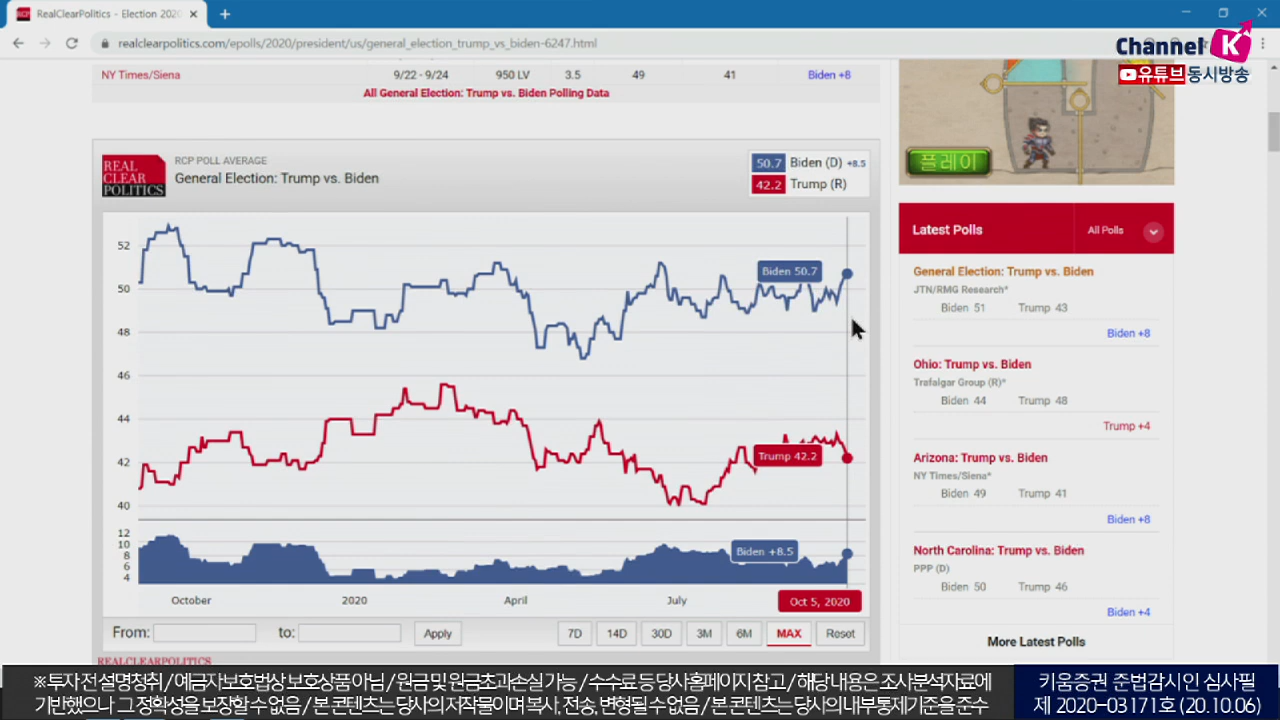 RealClearPolitics - Election 2020
realclearpolitics.com/epolls/2020/president/us/general_election_trump_vs_biden-6247.html
Channel K
유튜브동시방송
NY Times/Siena 9/22 - 9/24 950 LV 3.5 49 41 Biden +8
All General Election: Trump vs. Biden Polling Data
REAL CLEAR POLITICS
RCP POLL AVERAGE
General Election: Trump vs. Biden
50.7 Biden (D) +8.5
42.2 Trump (R)
52
50
48
46
44
42
40
Biden 50.7
Trump 42.2
12
10
8
6
4
Biden +8.5
October 2020 April July Oct 5, 2020
From: to: Apply 7D 14D 30D 3M 6M MAX Reset
REALCLEARPOLITICS
플레이
Latest Polls All Polls
General Election: Trump vs. Biden
JTN/RMG Research*
Biden 51 Trump 43
Biden +8
Ohio: Trump vs. Biden
Trafalgar Group (R)*
Biden 44 Trump 48
Trump +4
Arizona: Trump vs. Biden
NY Times/Siena*
Biden 49 Trump 41
Biden +8
North Carolina: Trump vs. Biden
PPP (D)
Biden 50 Trump 46
Biden +4
More Latest Polls
※투자 전 설명청취 / 예금자보호법상 보호상품 아님 / 원금 및 원금초과손실 가능 / 수수료 등 당사홈페이지 참고 / 해당 내용은 조사분석자료에
기반했으나 그 정확성을 보장할 수 없음 / 본 콘텐츠는 당사의 저작물이며 복사, 전송, 변형될 수 없음 / 본 콘텐츠는 당사의 내부통제기준을 준수
키움증권 준법감시인 심사필
제 2020-03171호 (20.10.06)